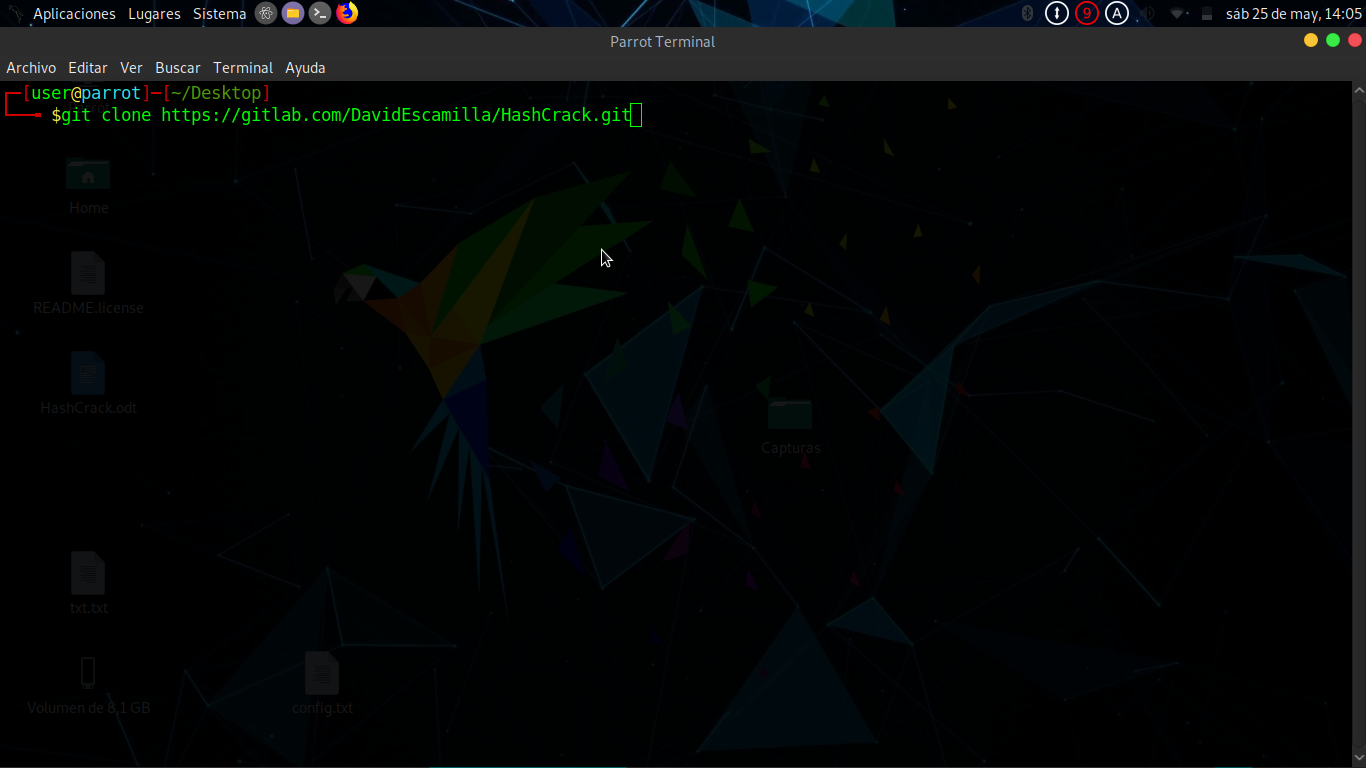 Aplicaciones Lugares Sistema 9 A sáb 25 de may, 14:05
Parrot Terminal
Archivo Editar Ver Buscar Terminal Ayuda
[user@parrot]─[~/Desktop]
$git clone https://gitlab.com/DavidEscamilla/HashCrack.git
Home
README.license
HashCrack.odt
Capturas
txt.txt
Volumen de 8,1 GB
config.txt